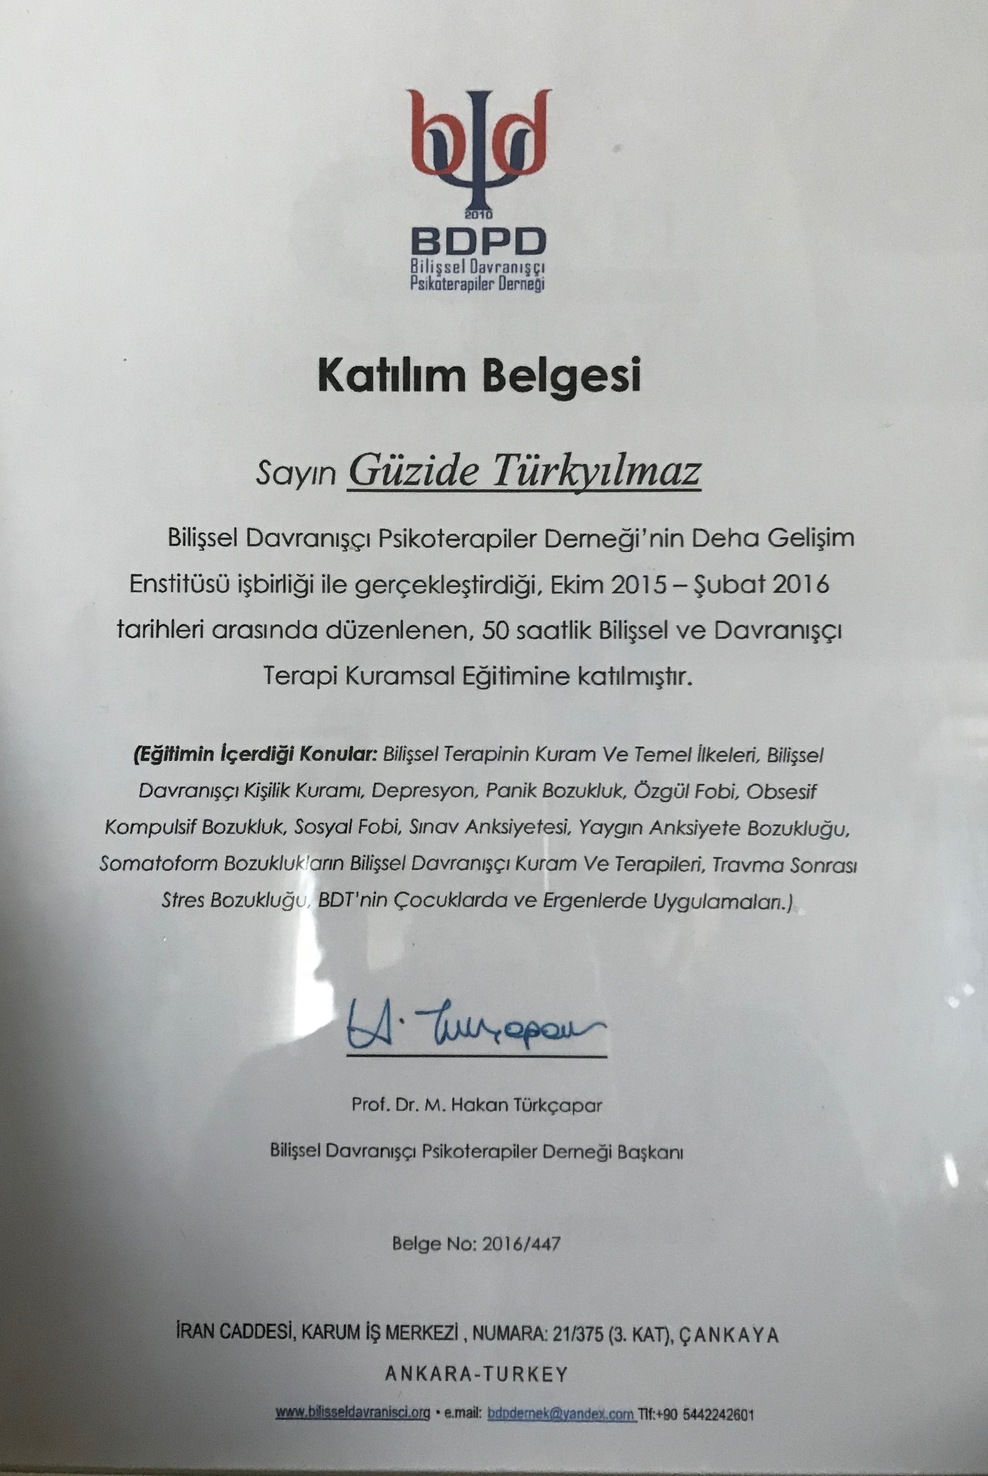 bd
2010
BDPD
Bilişsel Davranışçı
Psikoterapiler Derneği
Katılım Belgesi
Sayın Güzide Türkyılmaz
Bilişsel Davranışçı Psikoterapiler Derneği'nin Deha Gelişim
Enstitüsü işbirliği ile gerçekleştirdiği, Ekim 2015 – Şubat 2016
tarihleri arasında düzenlenen, 50 saatlik Bilişsel ve Davranışçı
Terapi Kuramsal Eğitimine katılmıştır.
(Eğitimin İçerdiği Konular: Bilişsel Terapinin Kuram Ve Temel İlkeleri, Bilişsel
Davranışçı Kişilik Kuramı, Depresyon, Panik Bozukluk, Özgül Fobi, Obsesif
Kompulsif Bozukluk, Sosyal Fobi, Sınav Anksiyetesi, Yaygın Anksiyete Bozukluğu,
Somatoform Bozuklukların Bilişsel Davranışçı Kuram Ve Terapileri, Travma Sonrası
Stres Bozukluğu, BDT'nin Çocuklarda ve Ergenlerde Uygulamaları.)
H. Türkçapar
Prof. Dr. M. Hakan Türkçapar
Bilişsel Davranışçı Psikoterapiler Derneği Başkanı
Belge No: 2016/447
İRAN CADDESİ, KARUM İŞ MERKEZİ , NUMARA: 21/375 (3. KAT), ÇANKAYA
ANKARA-TURKEY
www.bilisseldavranisci.org • e.mail: bdpdernek@yandex.com Tlf:+90 5442242601